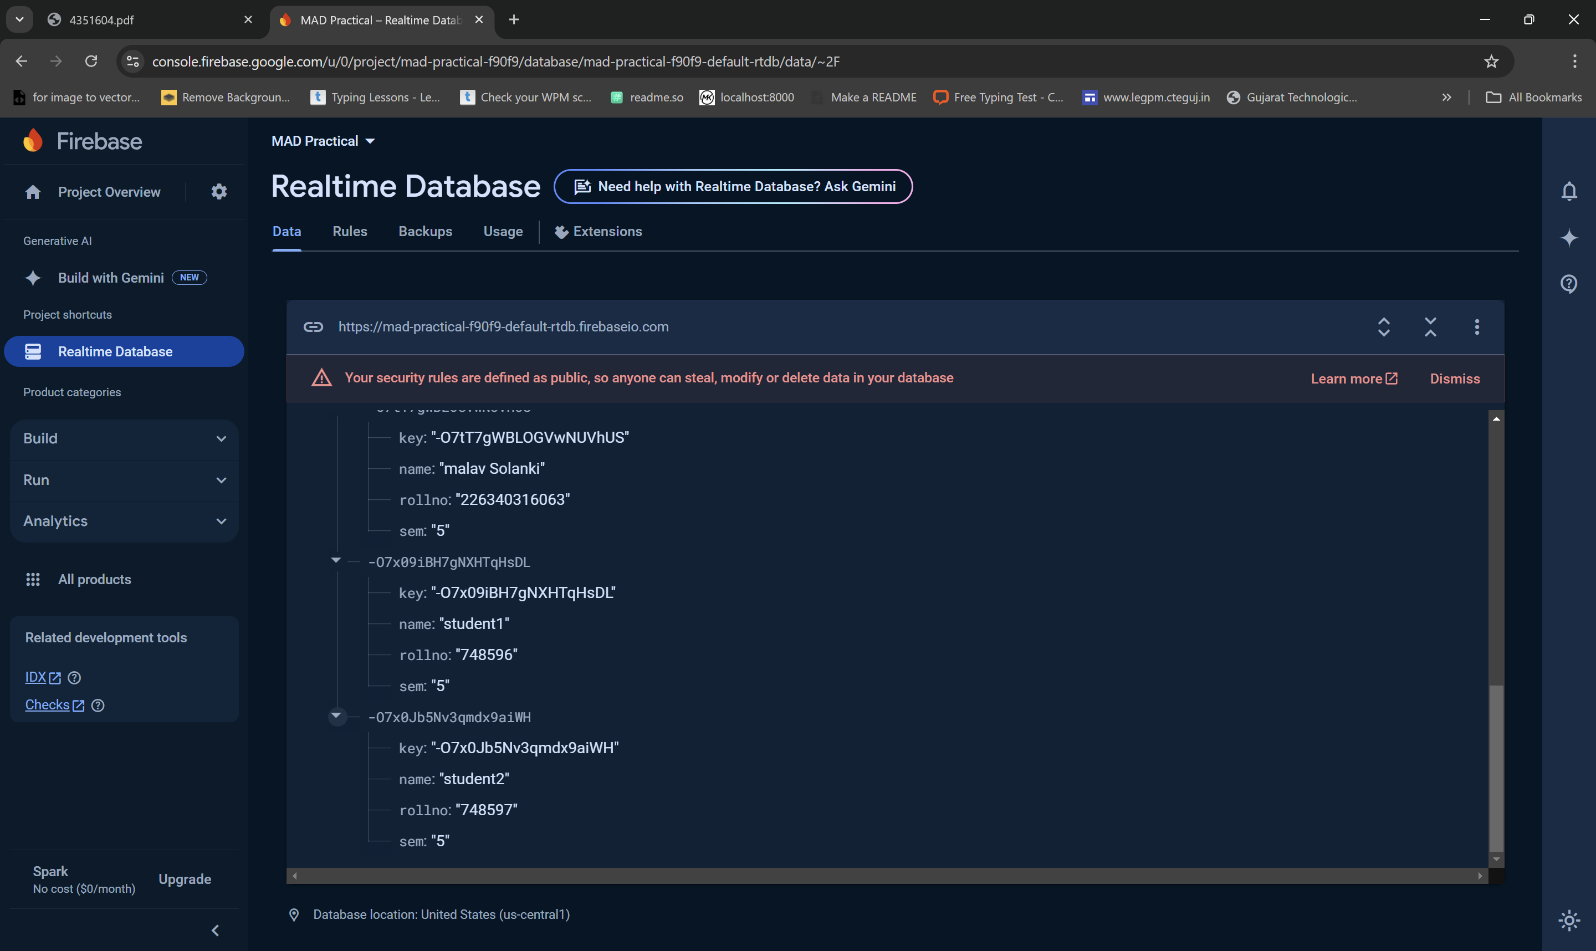 4351604.pdf
MAD Practical – Realtime Datab
console.firebase.google.com/u/0/project/mad-practical-f90f9/database/mad-practical-f90f9-default-rtdb/data/~2F
for image to vector...
Remove Backgroun...
Typing Lessons - Le...
Check your WPM sc...
readme.so
localhost:8000
Make a README
Free Typing Test - C...
www.legpm.cteguj.in
Gujarat Technologic...
All Bookmarks
Firebase
Project Overview
Generative AI
Build with Gemini NEW
Project shortcuts
Realtime Database
Product categories
Build
Run
Analytics
All products
Related development tools
IDX
Checks
Spark
No cost ($0/month)
Upgrade
MAD Practical
Realtime Database
Need help with Realtime Database? Ask Gemini
Data Rules Backups Usage Extensions
https://mad-practical-f90f9-default-rtdb.firebaseio.com
Your security rules are defined as public, so anyone can steal, modify or delete data in your database
Learn more Dismiss
key: "-O7tT7gWBLOGVwNUVhUS"
name: "malav Solanki"
rollno: "226340316063"
sem: "5"
-O7x09iBH7gNXHTqHsDL
key: "-O7x09iBH7gNXHTqHsDL"
name: "student1"
rollno: "748596"
sem: "5"
-O7x0Jb5Nv3qmdx9aiWH
key: "-O7x0Jb5Nv3qmdx9aiWH"
name: "student2"
rollno: "748597"
sem: "5"
Database location: United States (us-central1)